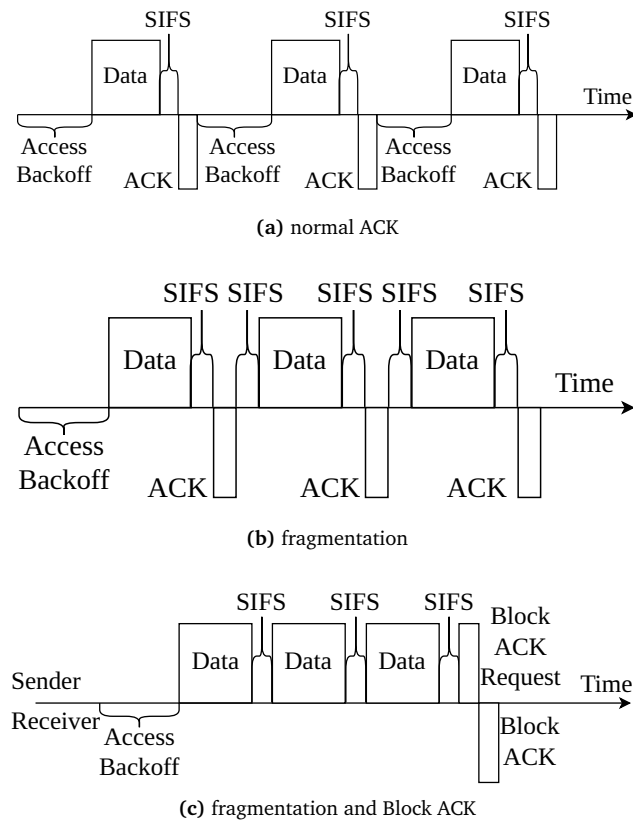 SIFS SIFS SIFS
Data Data Data
Time
Access Access Access
Backoff ACK Backoff ACK Backoff ACK
(a) normal ACK
SIFS SIFS SIFS SIFS SIFS
Data Data Data
Time
Access
Backoff ACK ACK ACK
(b) fragmentation
SIFS SIFS SIFS
Block
ACK
Request
Data Data Data
Sender
Time
Receiver
Access
Backoff
Block
ACK
(c) fragmentation and Block ACK